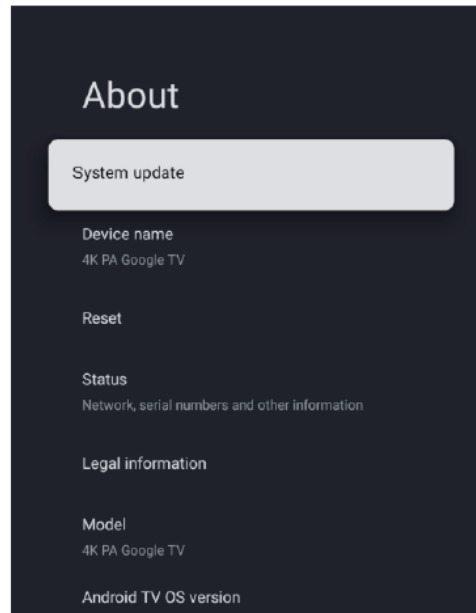 About
System update
Device name
4K PA Google TV
Reset
Status
Network, serial numbers and other information
Legal information
Model
4K PA Google TV
Android TV OS version